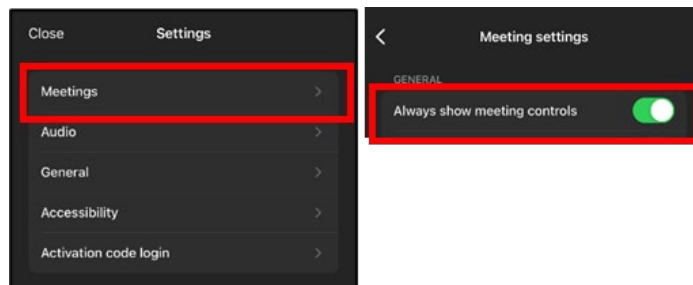 Close Settings
Meetings
Audio
General
Accessibility
Activation code login
Meeting settings
GENERAL
Always show meeting controls